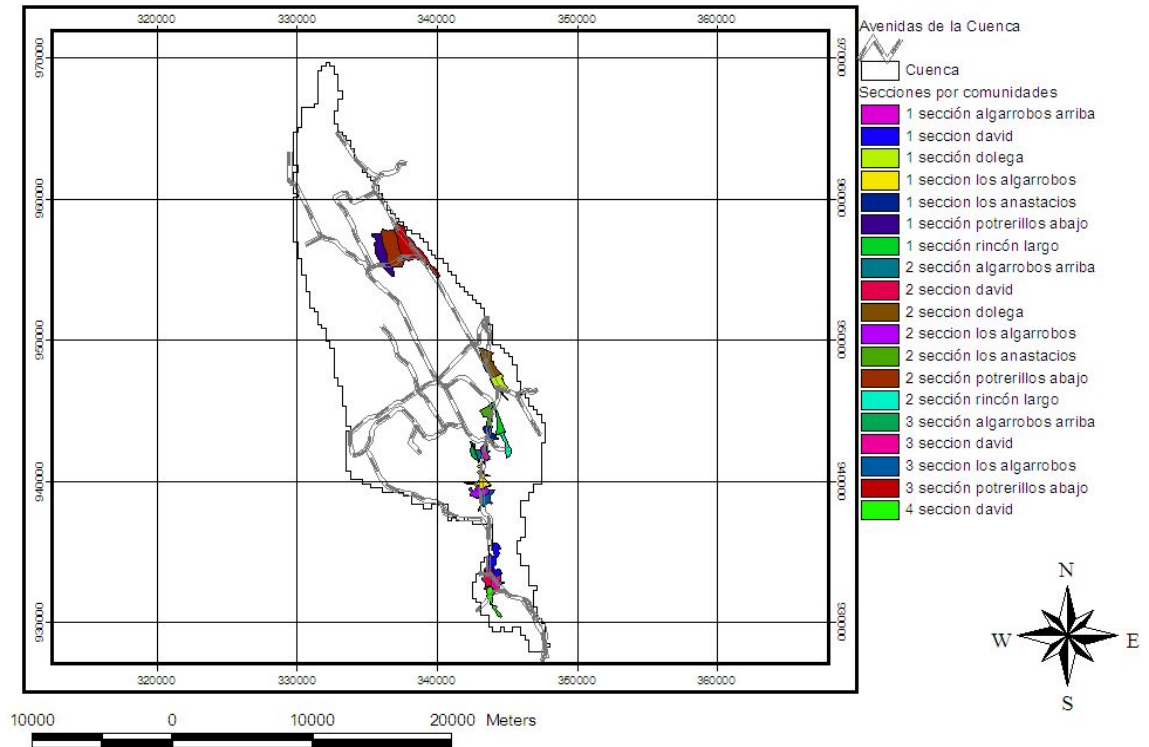 320000 330000 340000 350000 360000
970000 970000
960000 960000
950000 950000
940000 940000
930000 930000
320000 330000 340000 350000 360000
10000 0 10000 20000 Meters
Avenidas de la Cuenca
Cuenca
Secciones por comunidades
1 sección algarrobos arriba
1 seccion david
1 sección dolega
1 seccion los algarrobos
1 seccion los anastacios
1 sección potrerillos abajo
1 sección rincón largo
2 sección algarrobos arriba
2 seccion david
2 seccion dolega
2 sección los algarrobos
2 sección los anastacios
2 sección potrerillos abajo
2 sección rincón largo
3 sección algarrobos arriba
3 seccion david
3 seccion los algarrobos
3 sección potrerillos abajo
4 seccion david
N
W E
S